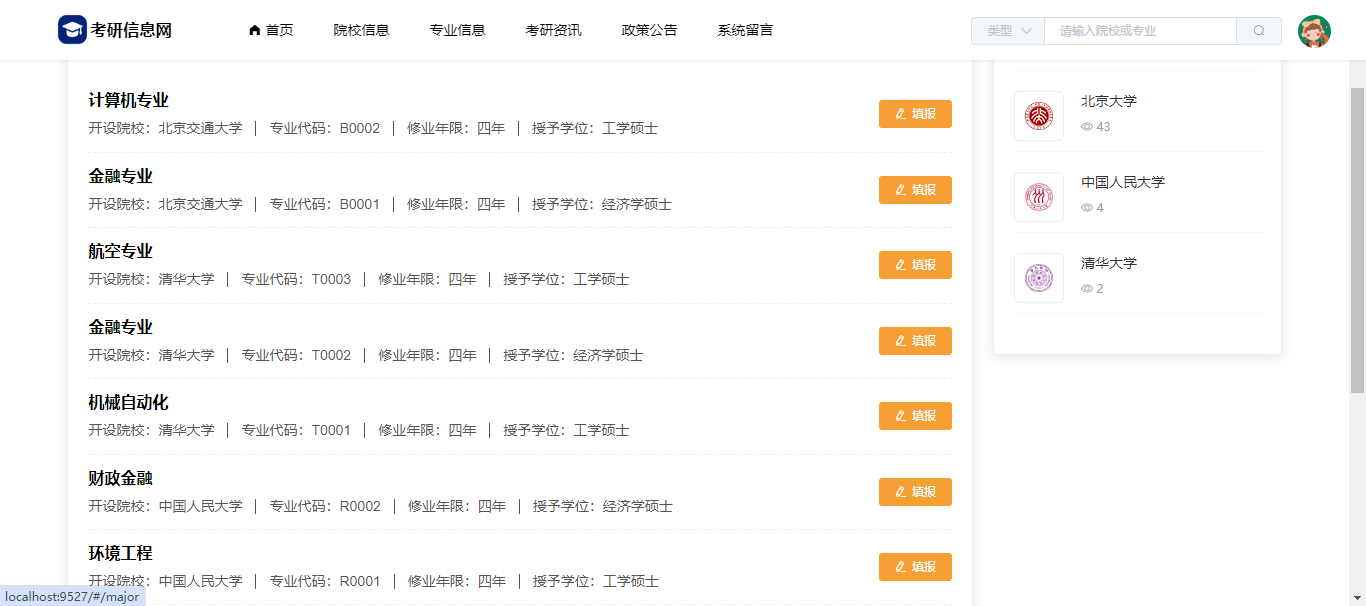 考研信息网 首页 院校信息 专业信息 考研资讯 政策公告 系统留言 类型 请输入院校或专业
计算机专业
开设院校：北京交通大学 | 专业代码：B0002 | 修业年限：四年 | 授予学位：工学硕士
填报
金融专业
开设院校：北京交通大学 | 专业代码：B0001 | 修业年限：四年 | 授予学位：经济学硕士
填报
航空专业
开设院校：清华大学 | 专业代码：T0003 | 修业年限：四年 | 授予学位：工学硕士
填报
金融专业
开设院校：清华大学 | 专业代码：T0002 | 修业年限：四年 | 授予学位：经济学硕士
填报
机械自动化
开设院校：清华大学 | 专业代码：T0001 | 修业年限：四年 | 授予学位：工学硕士
填报
财政金融
开设院校：中国人民大学 | 专业代码：R0002 | 修业年限：四年 | 授予学位：经济学硕士
填报
环境工程
开设院校：中国人民大学 | 专业代码：R0001 | 修业年限：四年 | 授予学位：工学硕士
填报
北京大学
43
中国人民大学
4
清华大学
2
localhost:9527/#/major